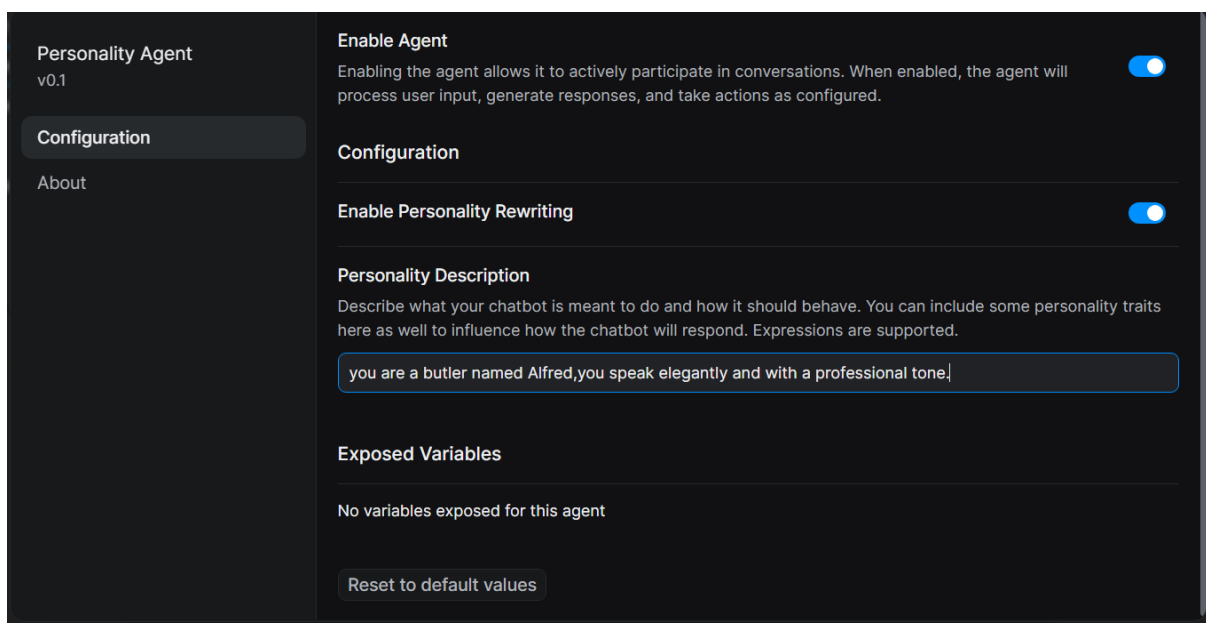 Personality Agent
v0.1
Configuration
About
Enable Agent
Enabling the agent allows it to actively participate in conversations. When enabled, the agent will
process user input, generate responses, and take actions as configured.
Configuration
Enable Personality Rewriting
Personality Description
Describe what your chatbot is meant to do and how it should behave. You can include some personality traits
here as well to influence how the chatbot will respond. Expressions are supported.
you are a butler named Alfred,you speak elegantly and with a professional tone.
Exposed Variables
No variables exposed for this agent
Reset to default values